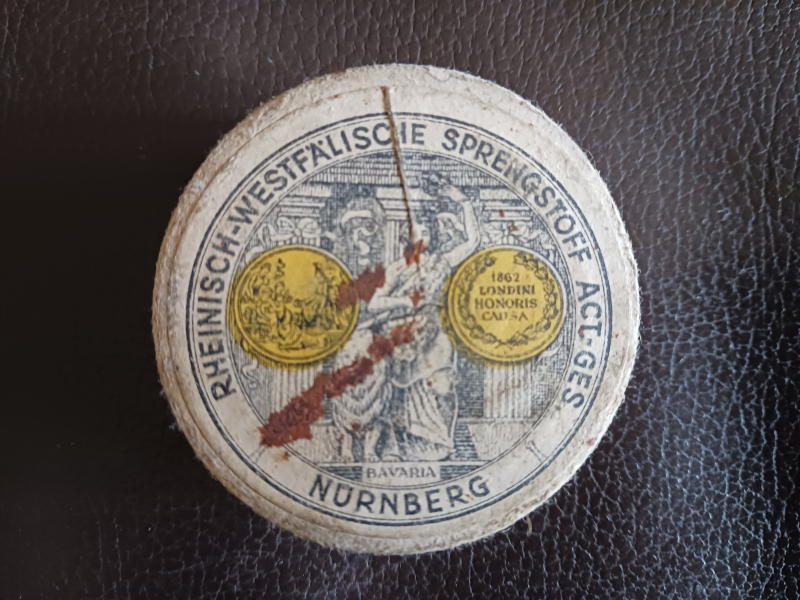 RHEINISCH-WESTFÄLISCHE SPRENGSTOFF ACT-GES
1862
LONDINI
HONORIS
CAUSA
BAVARIA
NÜRNBERG